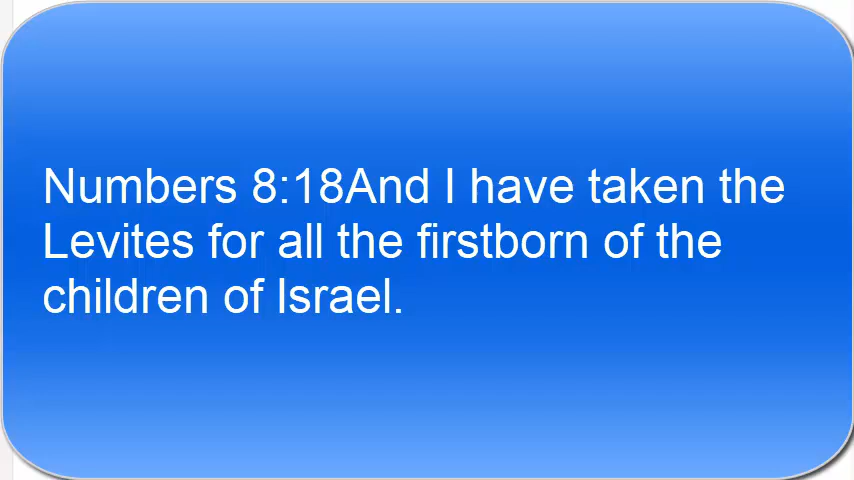 Numbers 8:18And I have taken the
Levites for all the firstborn of the
children of Israel.